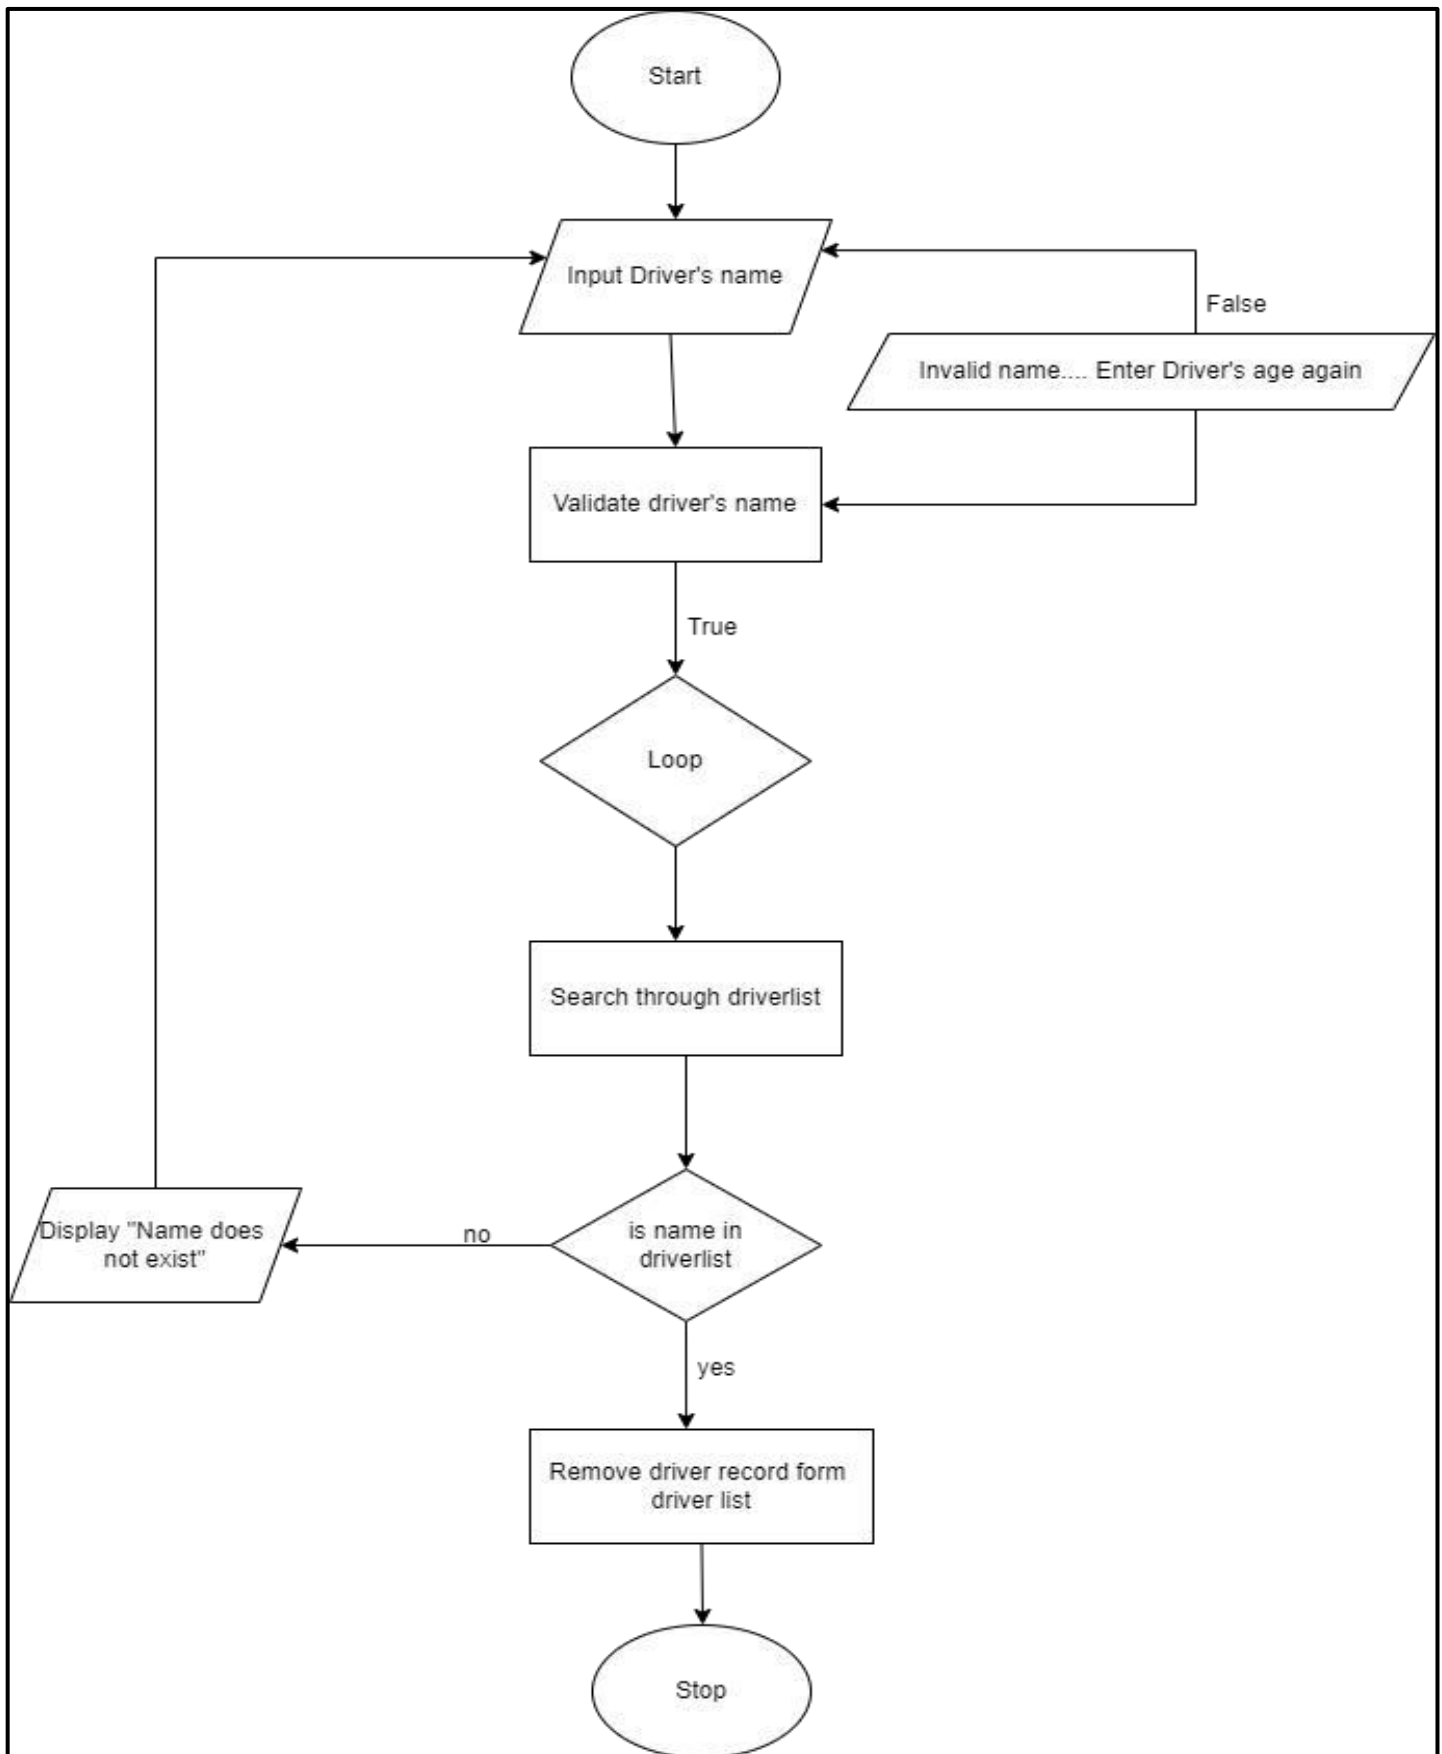 Start
Input Driver's name
False
Invalid name.... Enter Driver's age again
Validate driver's name
True
Loop
Search through driverlist
Display "Name does
not exist"
no
is name in
driverlist
yes
Remove driver record form
driver list
Stop